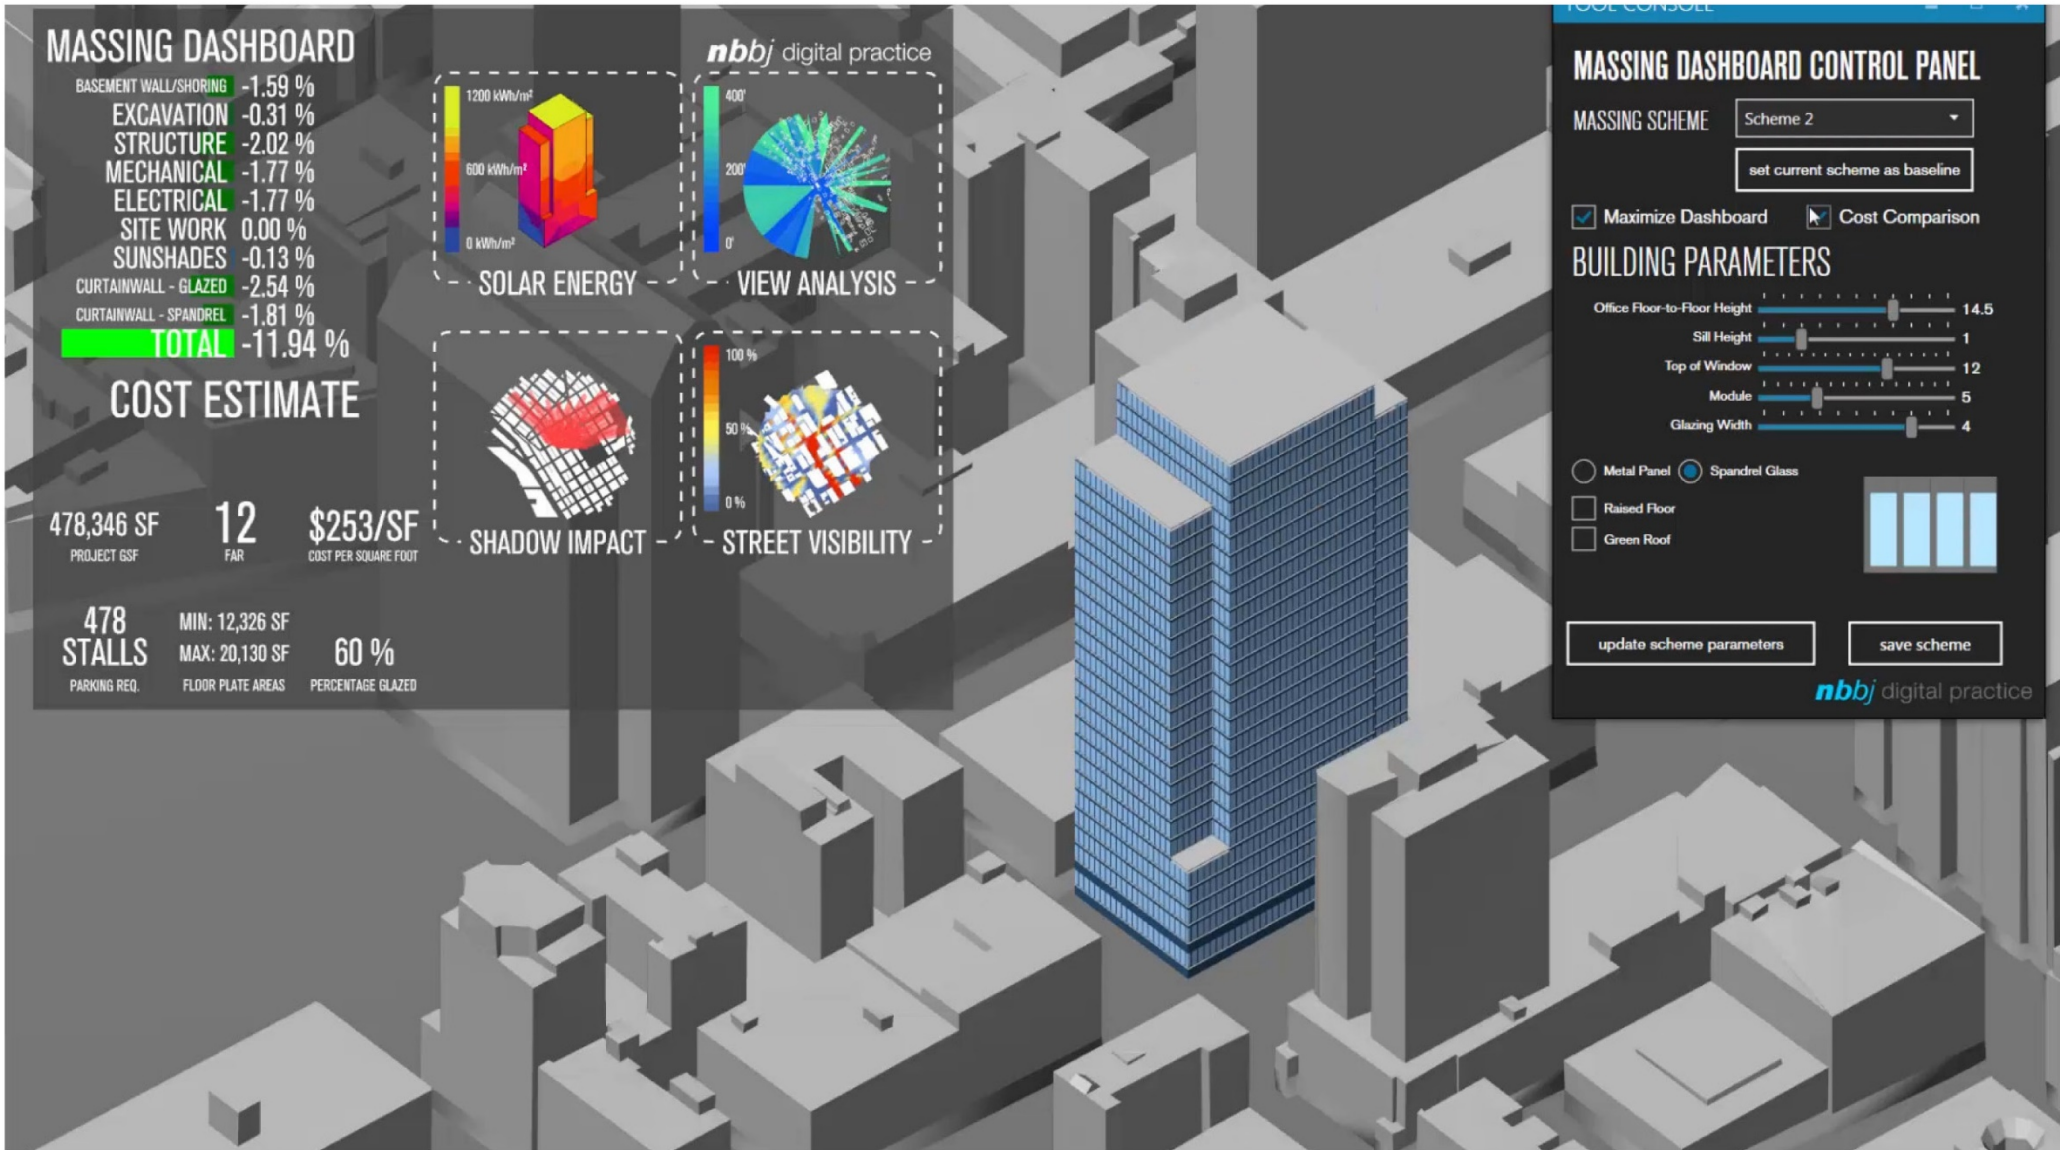 MASSING DASHBOARD
BASEMENT WALL/SHORING -1.59 %
EXCAVATION -0.31 %
STRUCTURE -2.02 %
MECHANICAL -1.77 %
ELECTRICAL -1.77 %
SITE WORK 0.00 %
SUNSHADES -0.13 %
CURTAINWALL - GLAZED -2.54 %
CURTAINWALL - SPANDREL -1.81 %
TOTAL -11.94 %
COST ESTIMATE
478,346 SF
PROJECT GSF
12
FAR
$253/SF
COST PER SQUARE FOOT
478
STALLS
PARKING REQ.
MIN: 12,326 SF
MAX: 20,130 SF
FLOOR PLATE AREAS
60 %
PERCENTAGE GLAZED
nbbj digital practice
1200 kWh/m²
600 kWh/m²
0 kWh/m²
SOLAR ENERGY
400'
200'
0'
VIEW ANALYSIS
SHADOW IMPACT
100 %
50 %
0 %
STREET VISIBILITY
TOOL CONSOLE
MASSING DASHBOARD CONTROL PANEL
MASSING SCHEME Scheme 2
set current scheme as baseline
Maximize Dashboard Cost Comparison
BUILDING PARAMETERS
Office Floor-to-Floor Height 14.5
Sill Height 1
Top of Window 12
Module 5
Glazing Width 4
Metal Panel Spandrel Glass
Raised Floor
Green Roof
update scheme parameters save scheme
nbbj digital practice